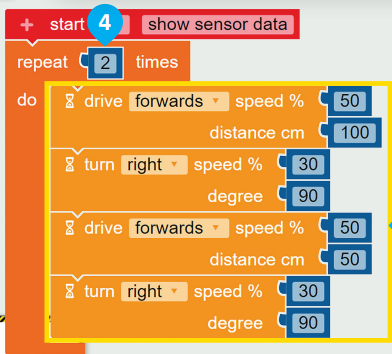 + start 4 show sensor data
repeat 2 times
do drive forwards speed % 50
distance cm 100
turn right speed % 30
degree 90
drive forwards speed % 50
distance cm 50
turn right speed % 30
degree 90